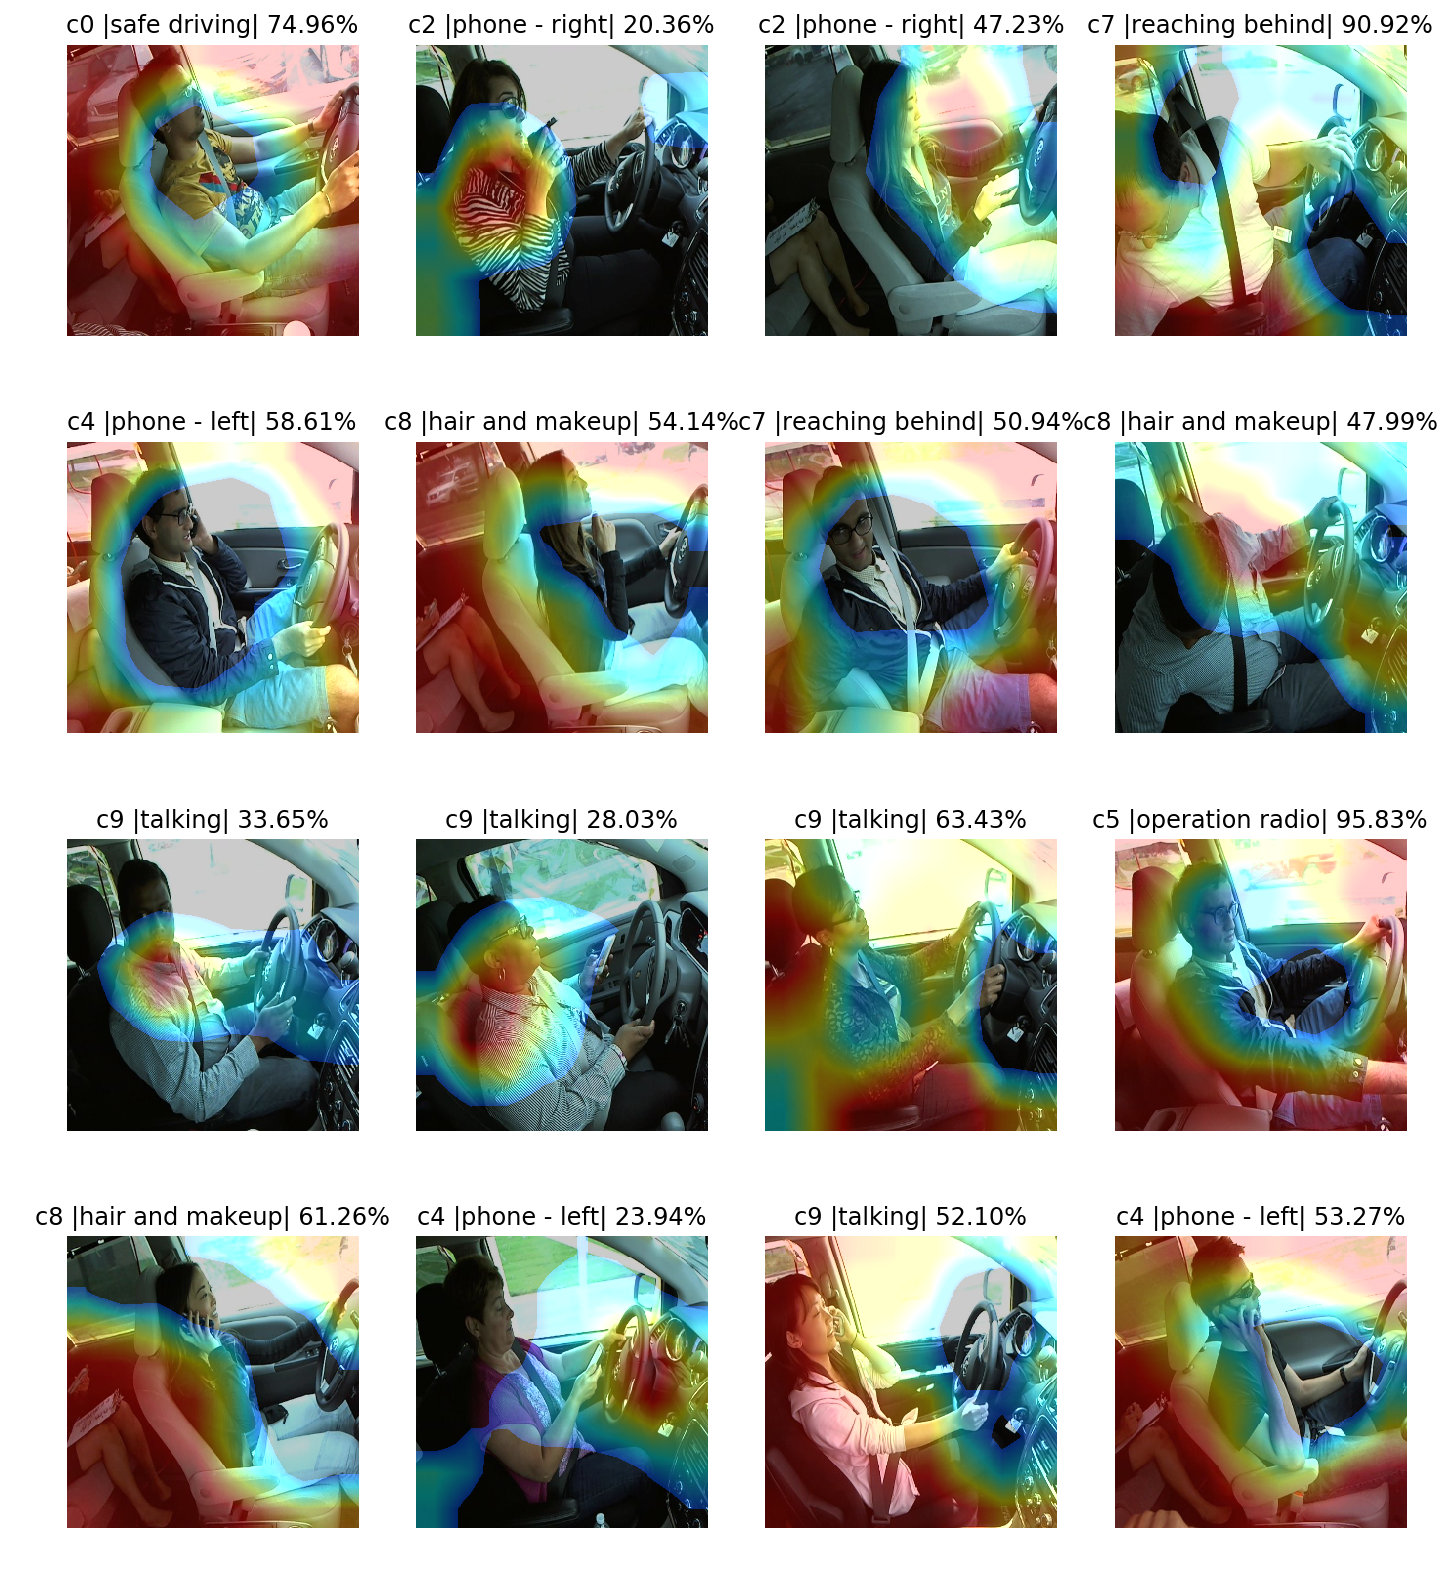 c0 |safe driving| 74.96%
c2 |phone - right| 20.36%
c2 |phone - right| 47.23%
c7 |reaching behind| 90.92%
c4 |phone - left| 58.61%
c8 |hair and makeup| 54.14%
c7 |reaching behind| 50.94%
c8 |hair and makeup| 47.99%
c9 |talking| 33.65%
c9 |talking| 28.03%
c9 |talking| 63.43%
c5 |operation radio| 95.83%
c8 |hair and makeup| 61.26%
c4 |phone - left| 23.94%
c9 |talking| 52.10%
c4 |phone - left| 53.27%